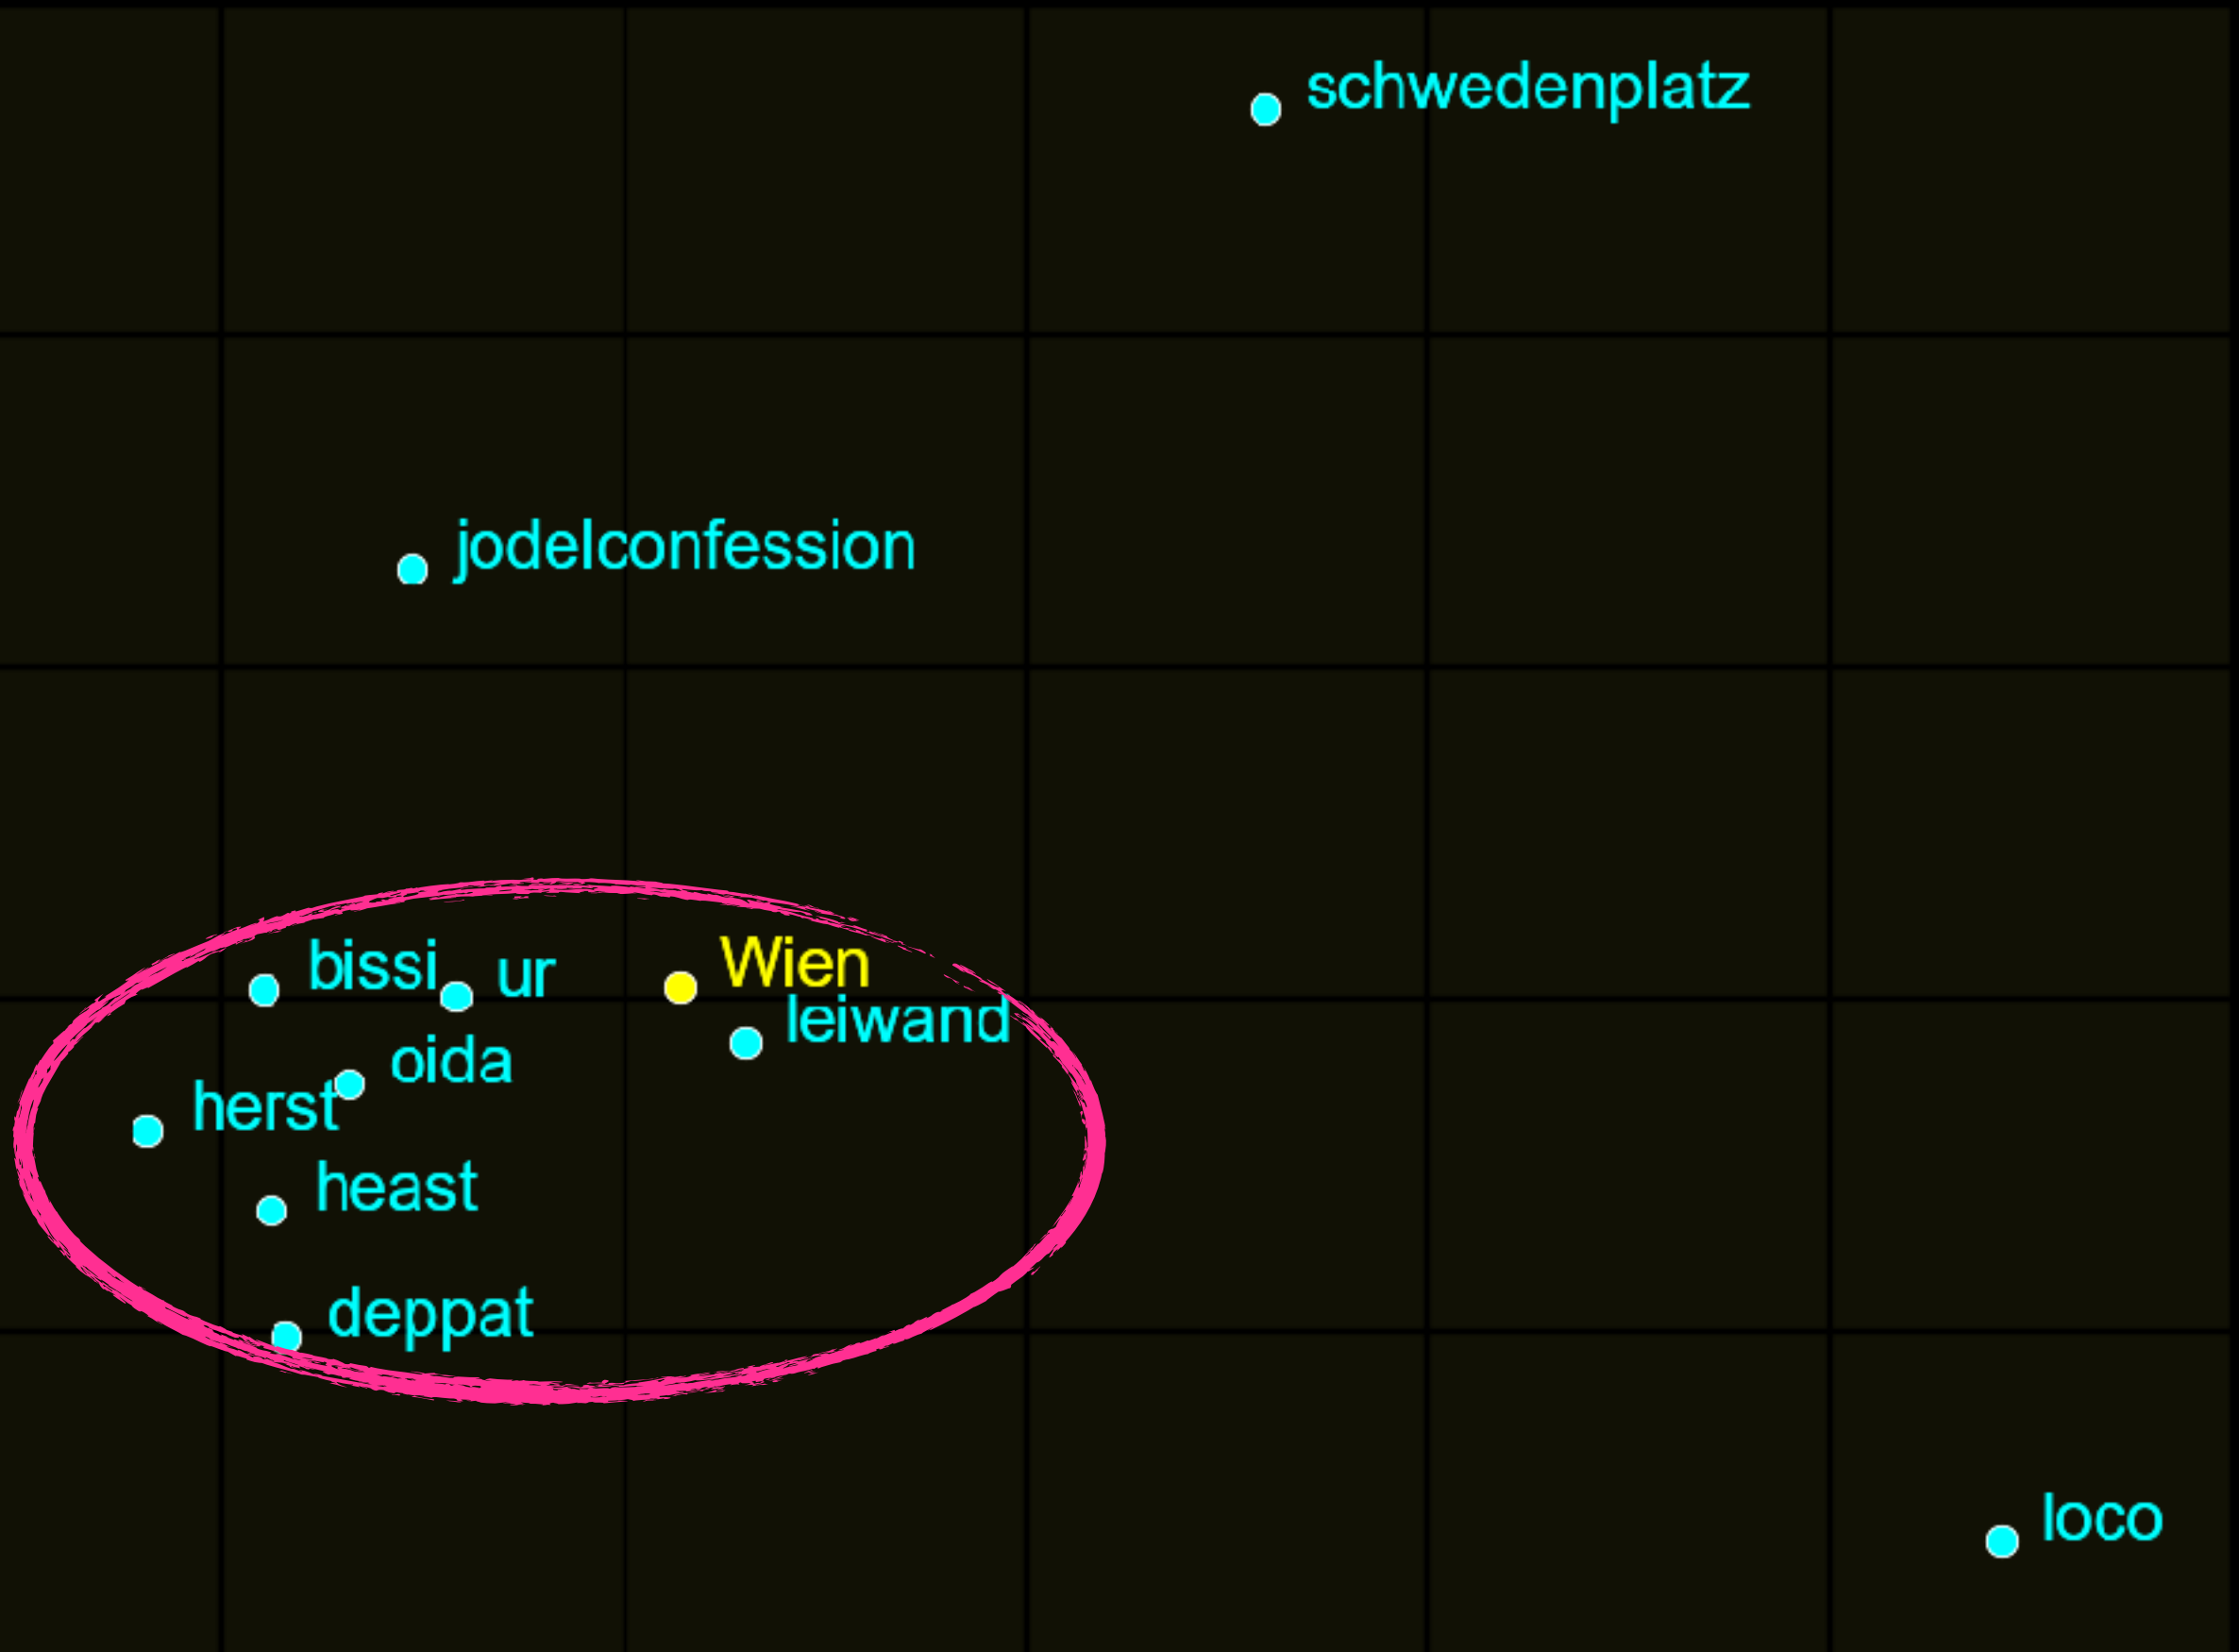 schwedenplatz
jodelconfession
bissi
ur
Wien
leiwand
oida
herst
heast
deppat
loco